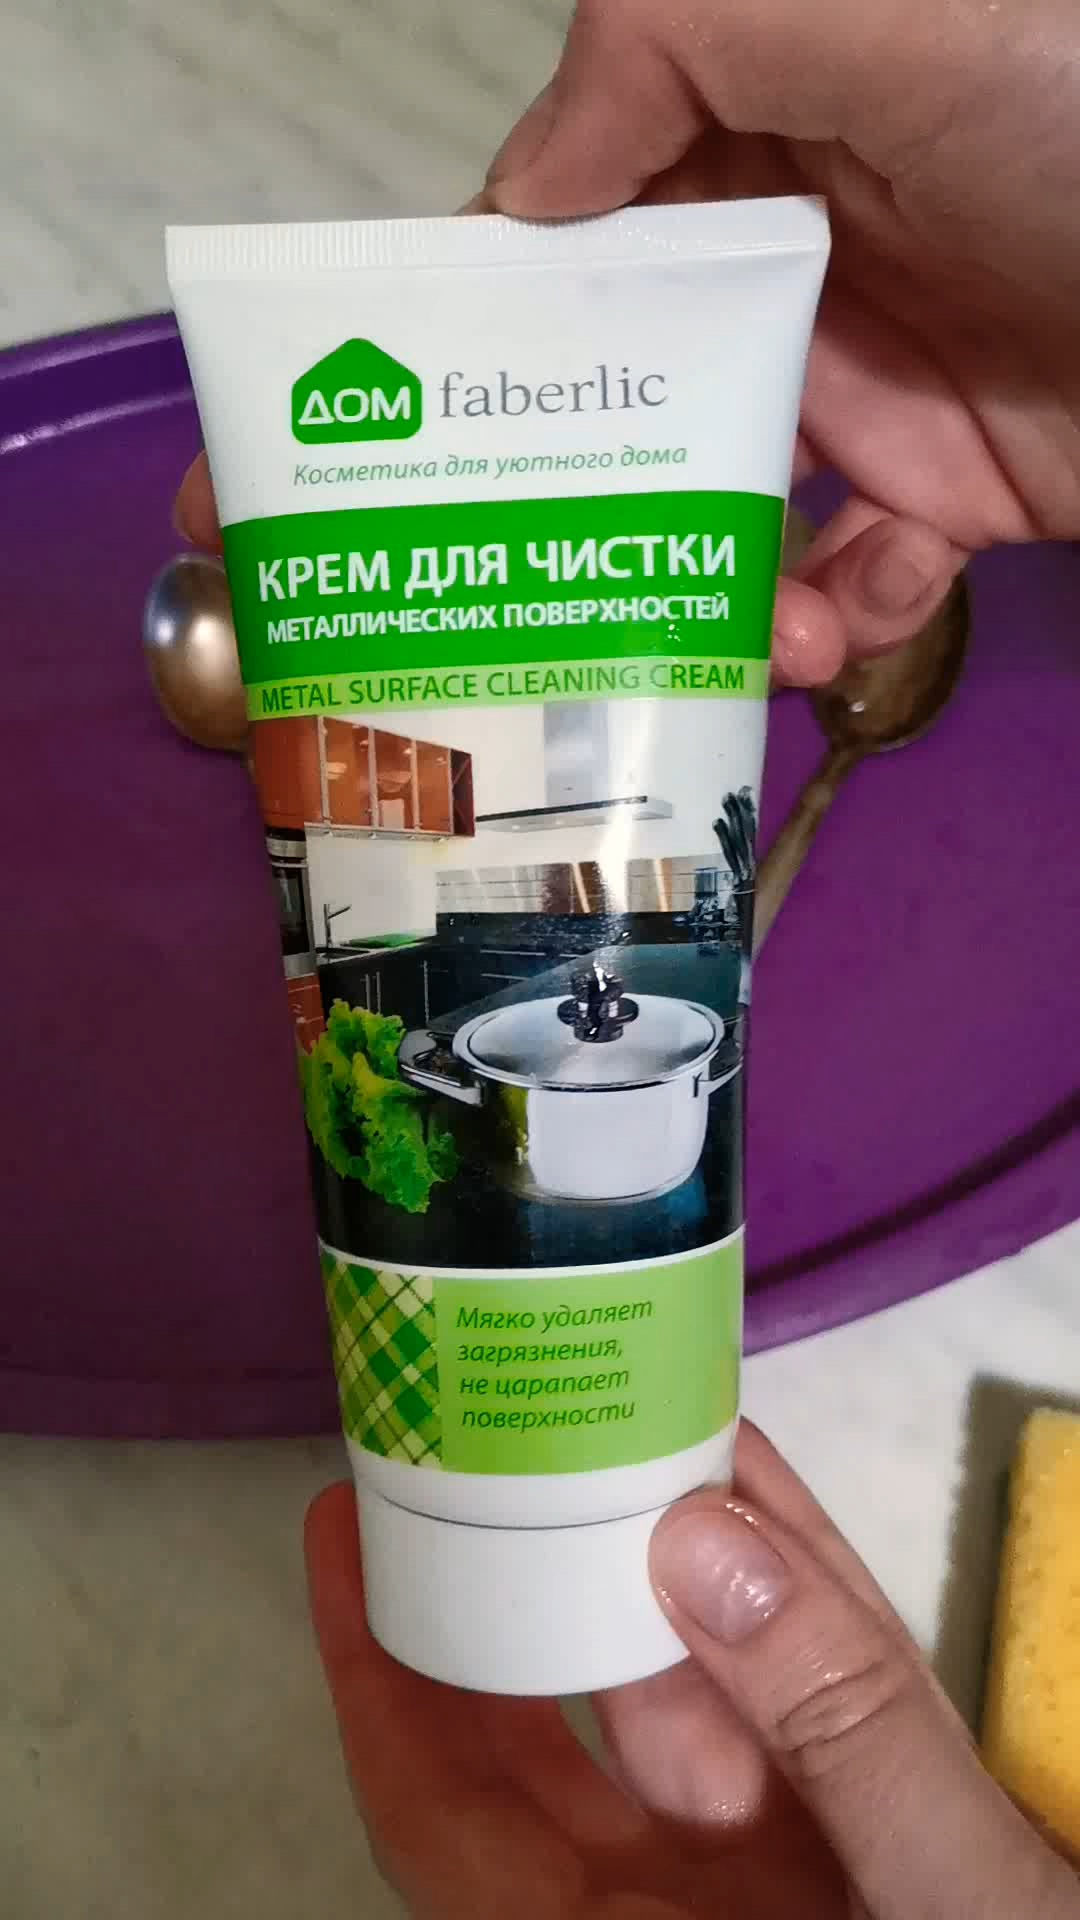 ДОМ faberlic
Косметика для уютного дома
КРЕМ ДЛЯ ЧИСТКИ
МЕТАЛЛИЧЕСКИХ ПОВЕРХНОСТЕЙ
METAL SURFACE CLEANING CREAM
Мягко удаляет
загрязнения,
не царапает
поверхности